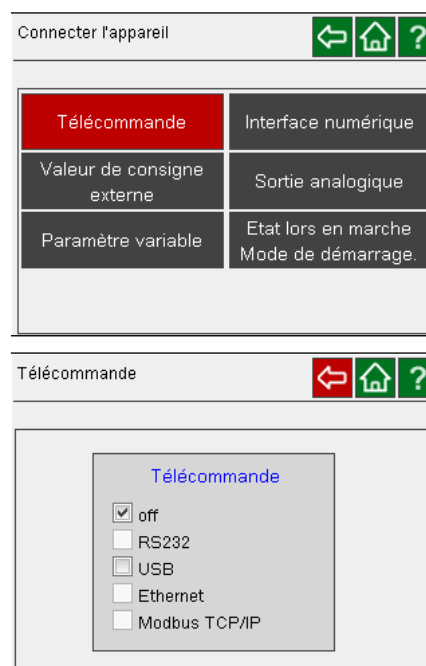 Connecter l'appareil ?
Télécommande Interface numérique
Valeur de consigne Sortie analogique
externe
Paramètre variable Etat lors en marche
Mode de démarrage.
Télécommande ?
Télécommande
off
RS232
USB
Ethernet
Modbus TCP/IP